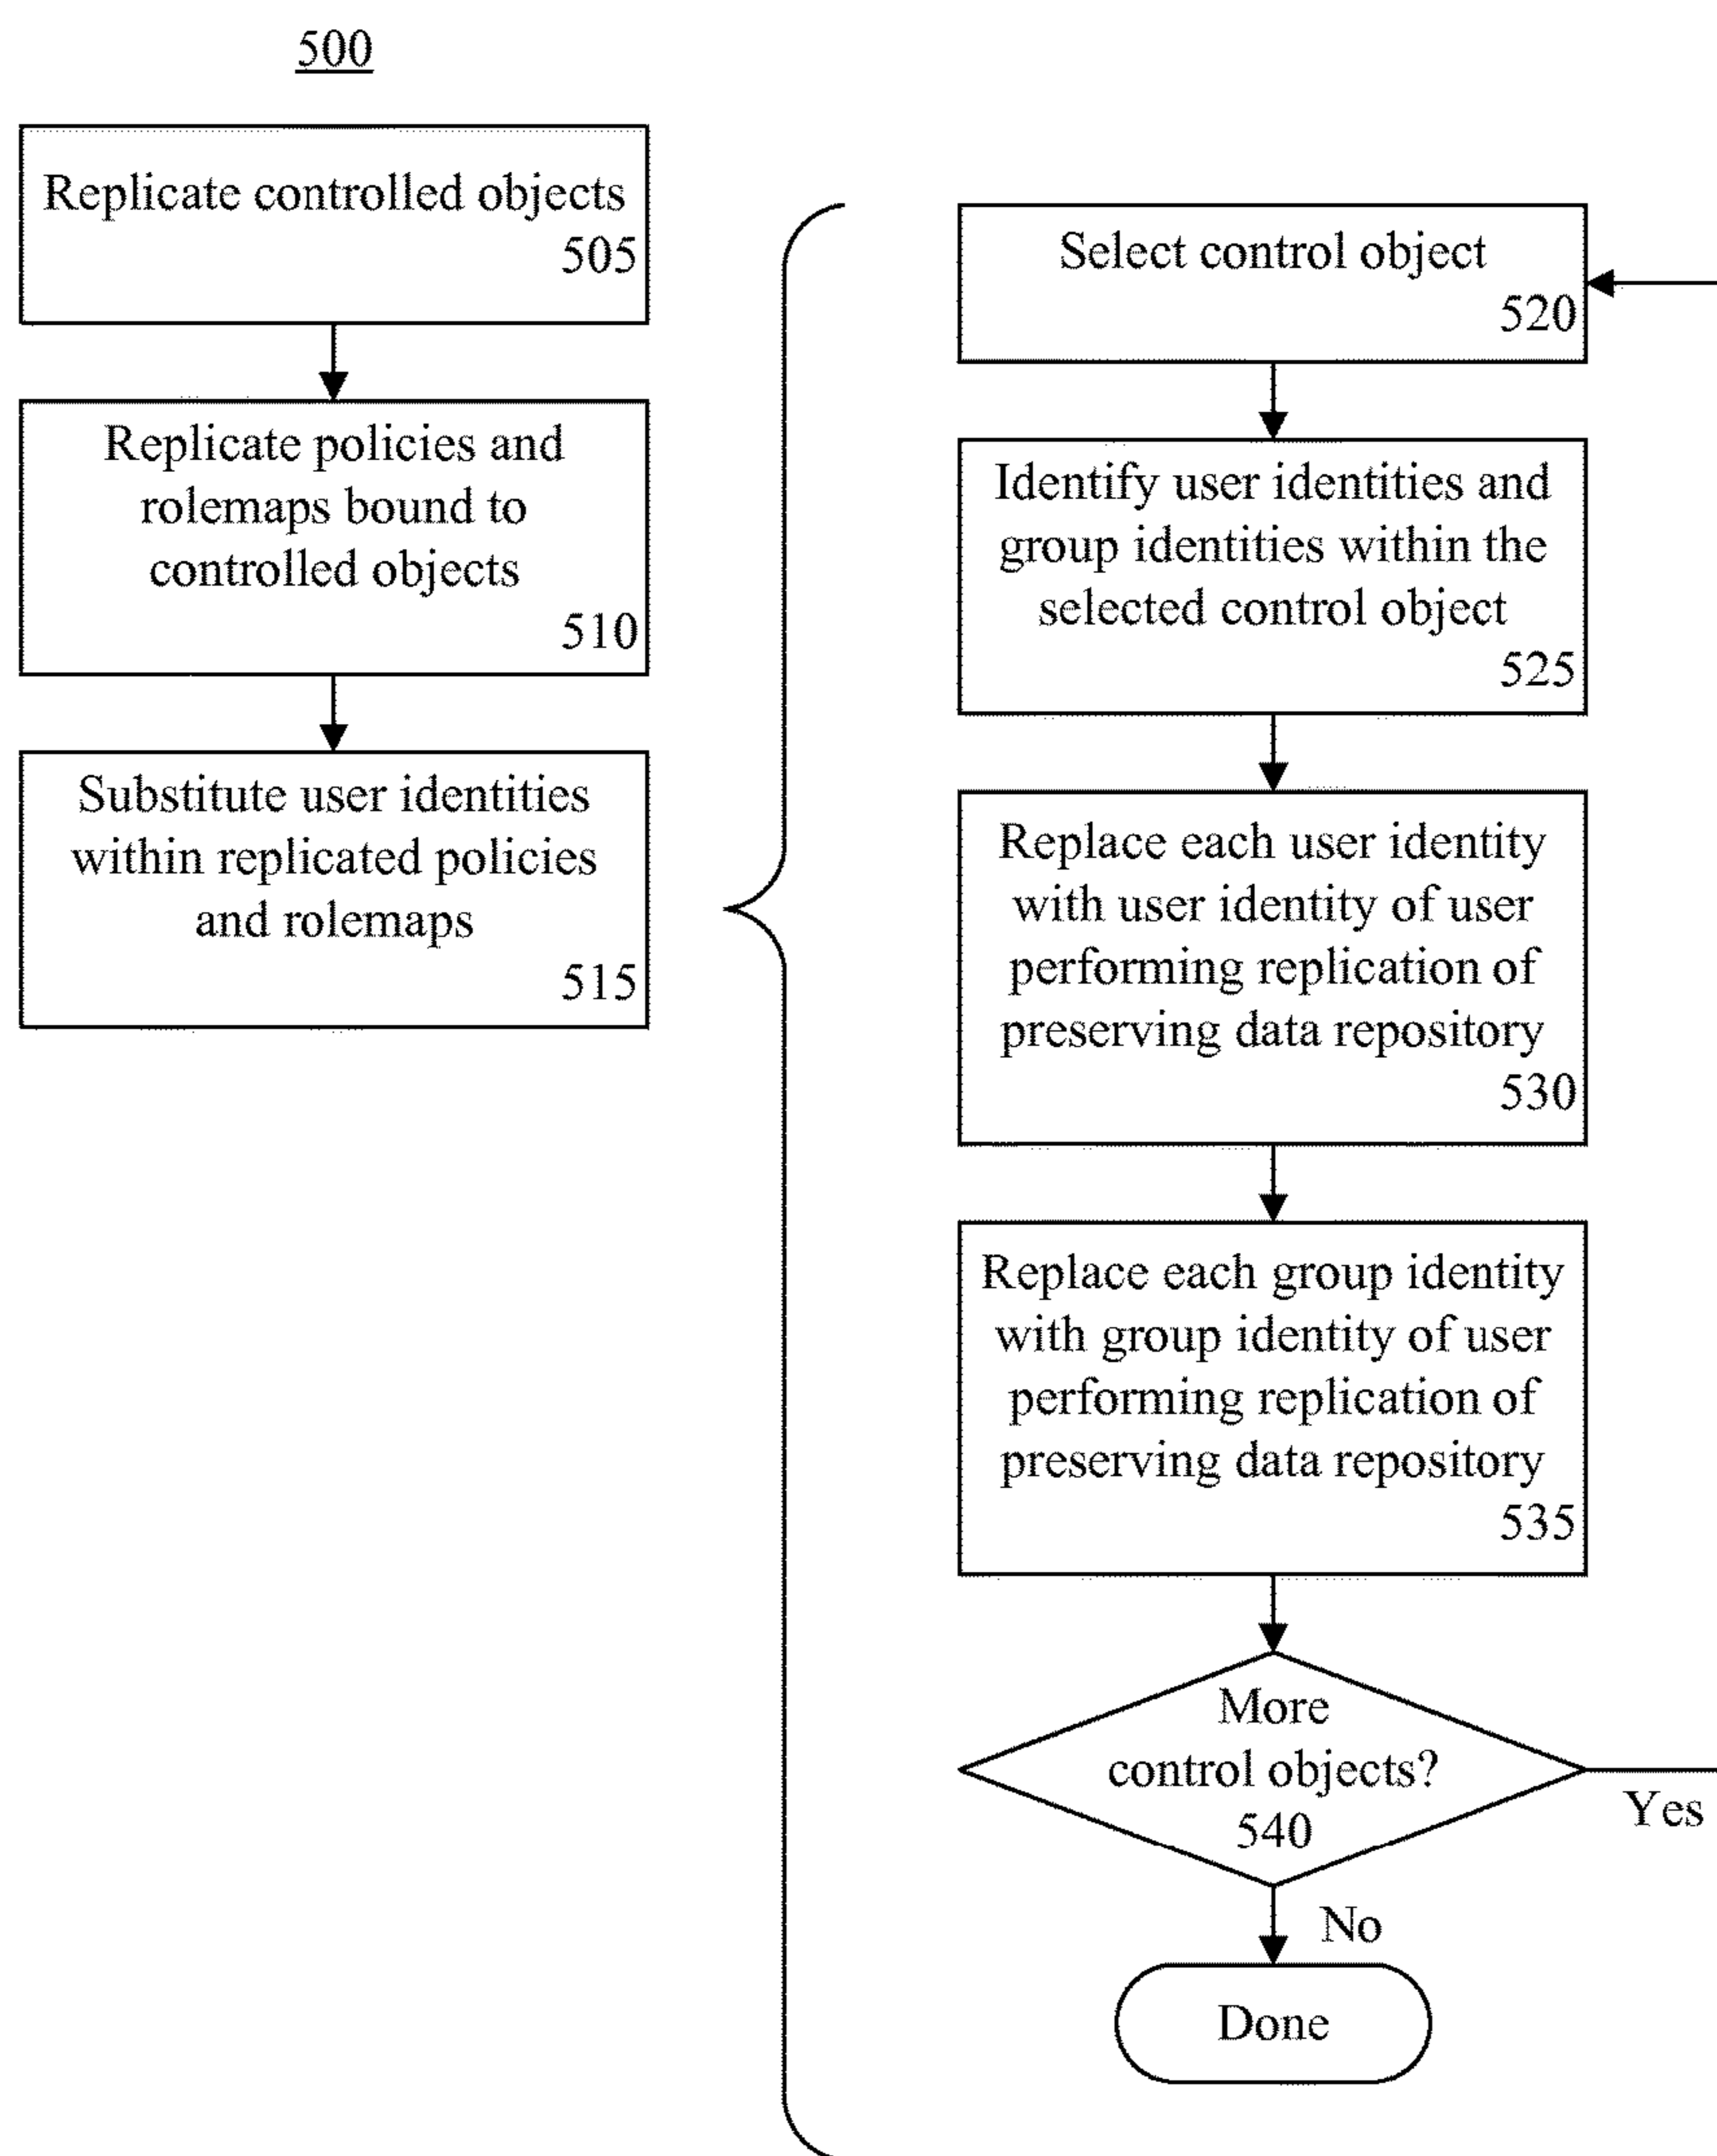 500
Replicate controlled objects
505
Replicate policies and
rolemaps bound to
controlled objects
510
Substitute user identities
within replicated policies
and rolemaps
515
Select control object
520
Identify user identities and
group identities within the
selected control object
525
Replace each user identity
with user identity of user
performing replication of
preserving data repository
530
Replace each group identity
with group identity of user
performing replication of
preserving data repository
535
More
control objects?
540
Yes
No
Done